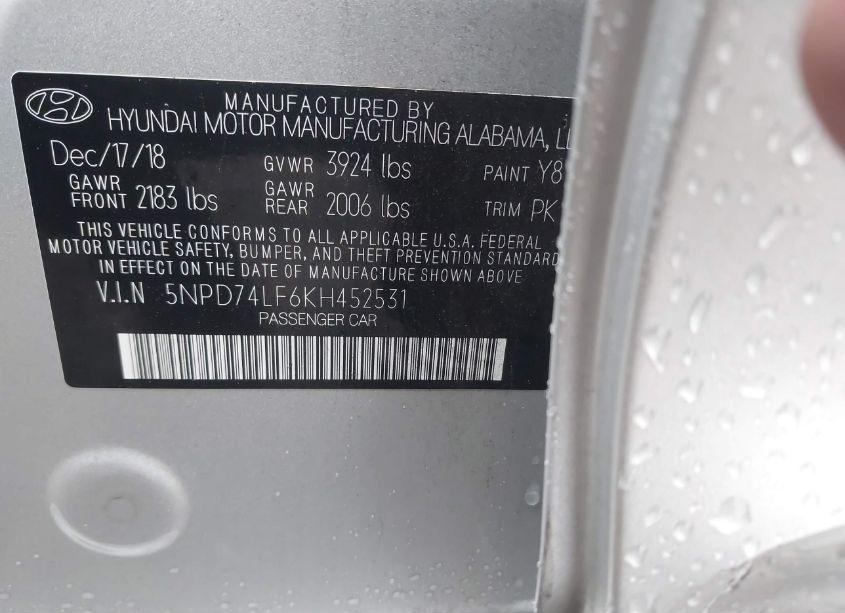 MANUFACTURED BY
HYUNDAI MOTOR MANUFACTURING ALABAMA,
Dec/17/18 GVWR 3924 lbs PAINT Y8
GAWR FRONT 2183 lbs GAWR REAR 2006 lbs TRIM PK
THIS VEHICLE CONFORMS TO ALL APPLICABLE U.S.A. FEDERAL
MOTOR VEHICLE SAFETY, BUMPER, AND THEFT PREVENTION STANDARD
IN EFFECT ON THE DATE OF MANUFACTURE SHOWN ABOVE
V.I.N 5NPD74LF6KH452531
PASSENGER CAR